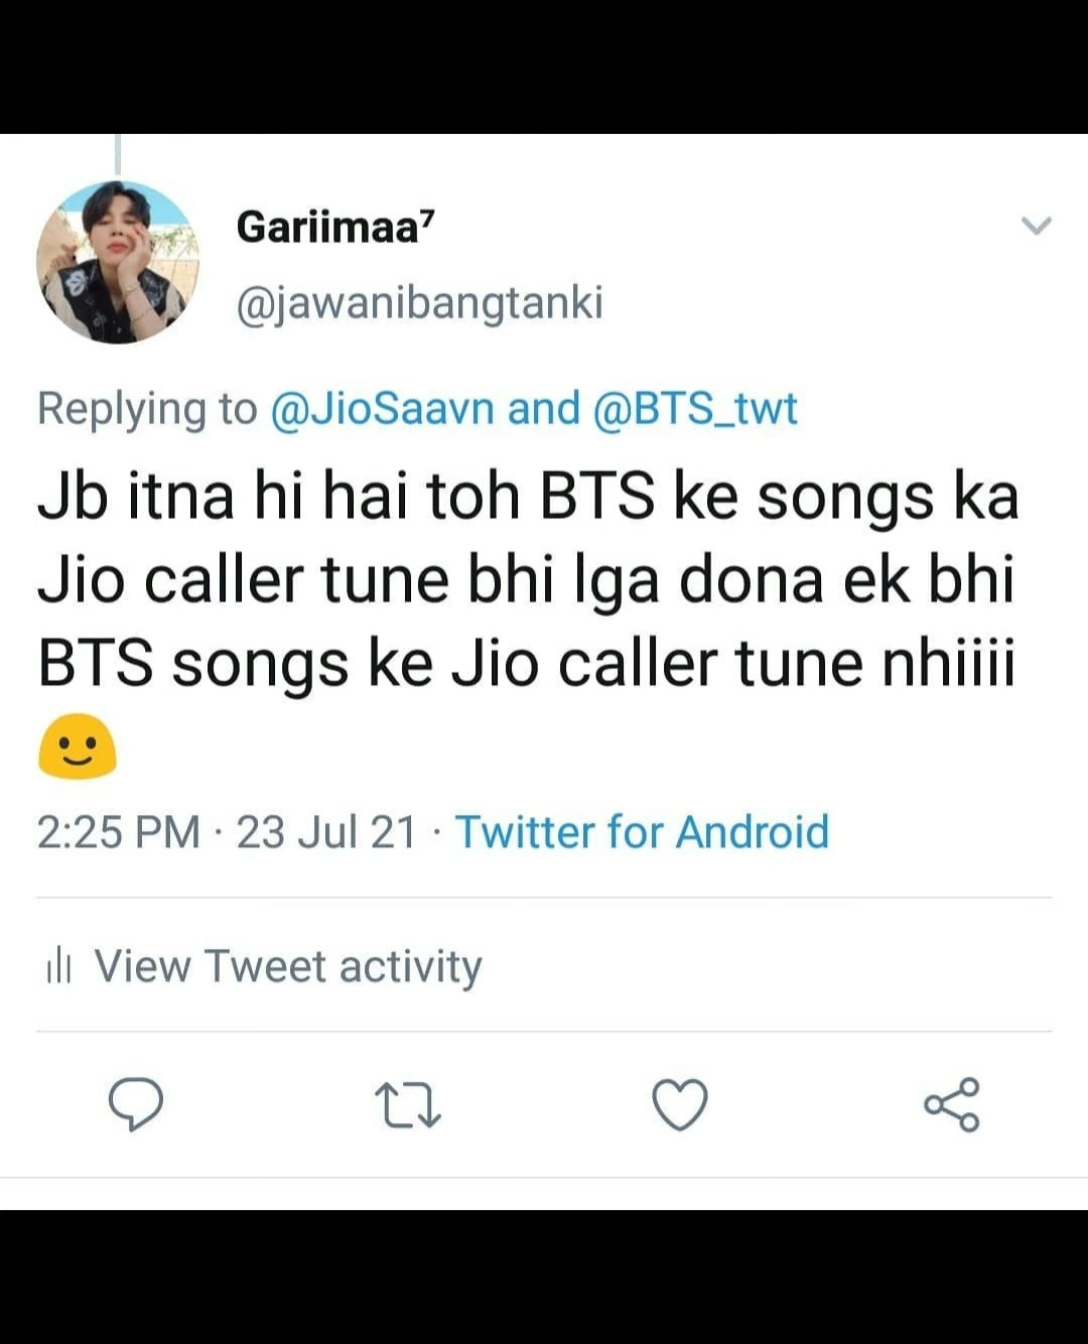 Gariimaa⁷
@jawanibangtanki
Replying to @JioSaavn and @BTS_twt
Jb itna hi hai toh BTS ke songs ka
Jio caller tune bhi lga dona ek bhi
BTS songs ke Jio caller tune nhiiii
🙂
2:25 PM · 23 Jul 21 · Twitter for Android
View Tweet activity